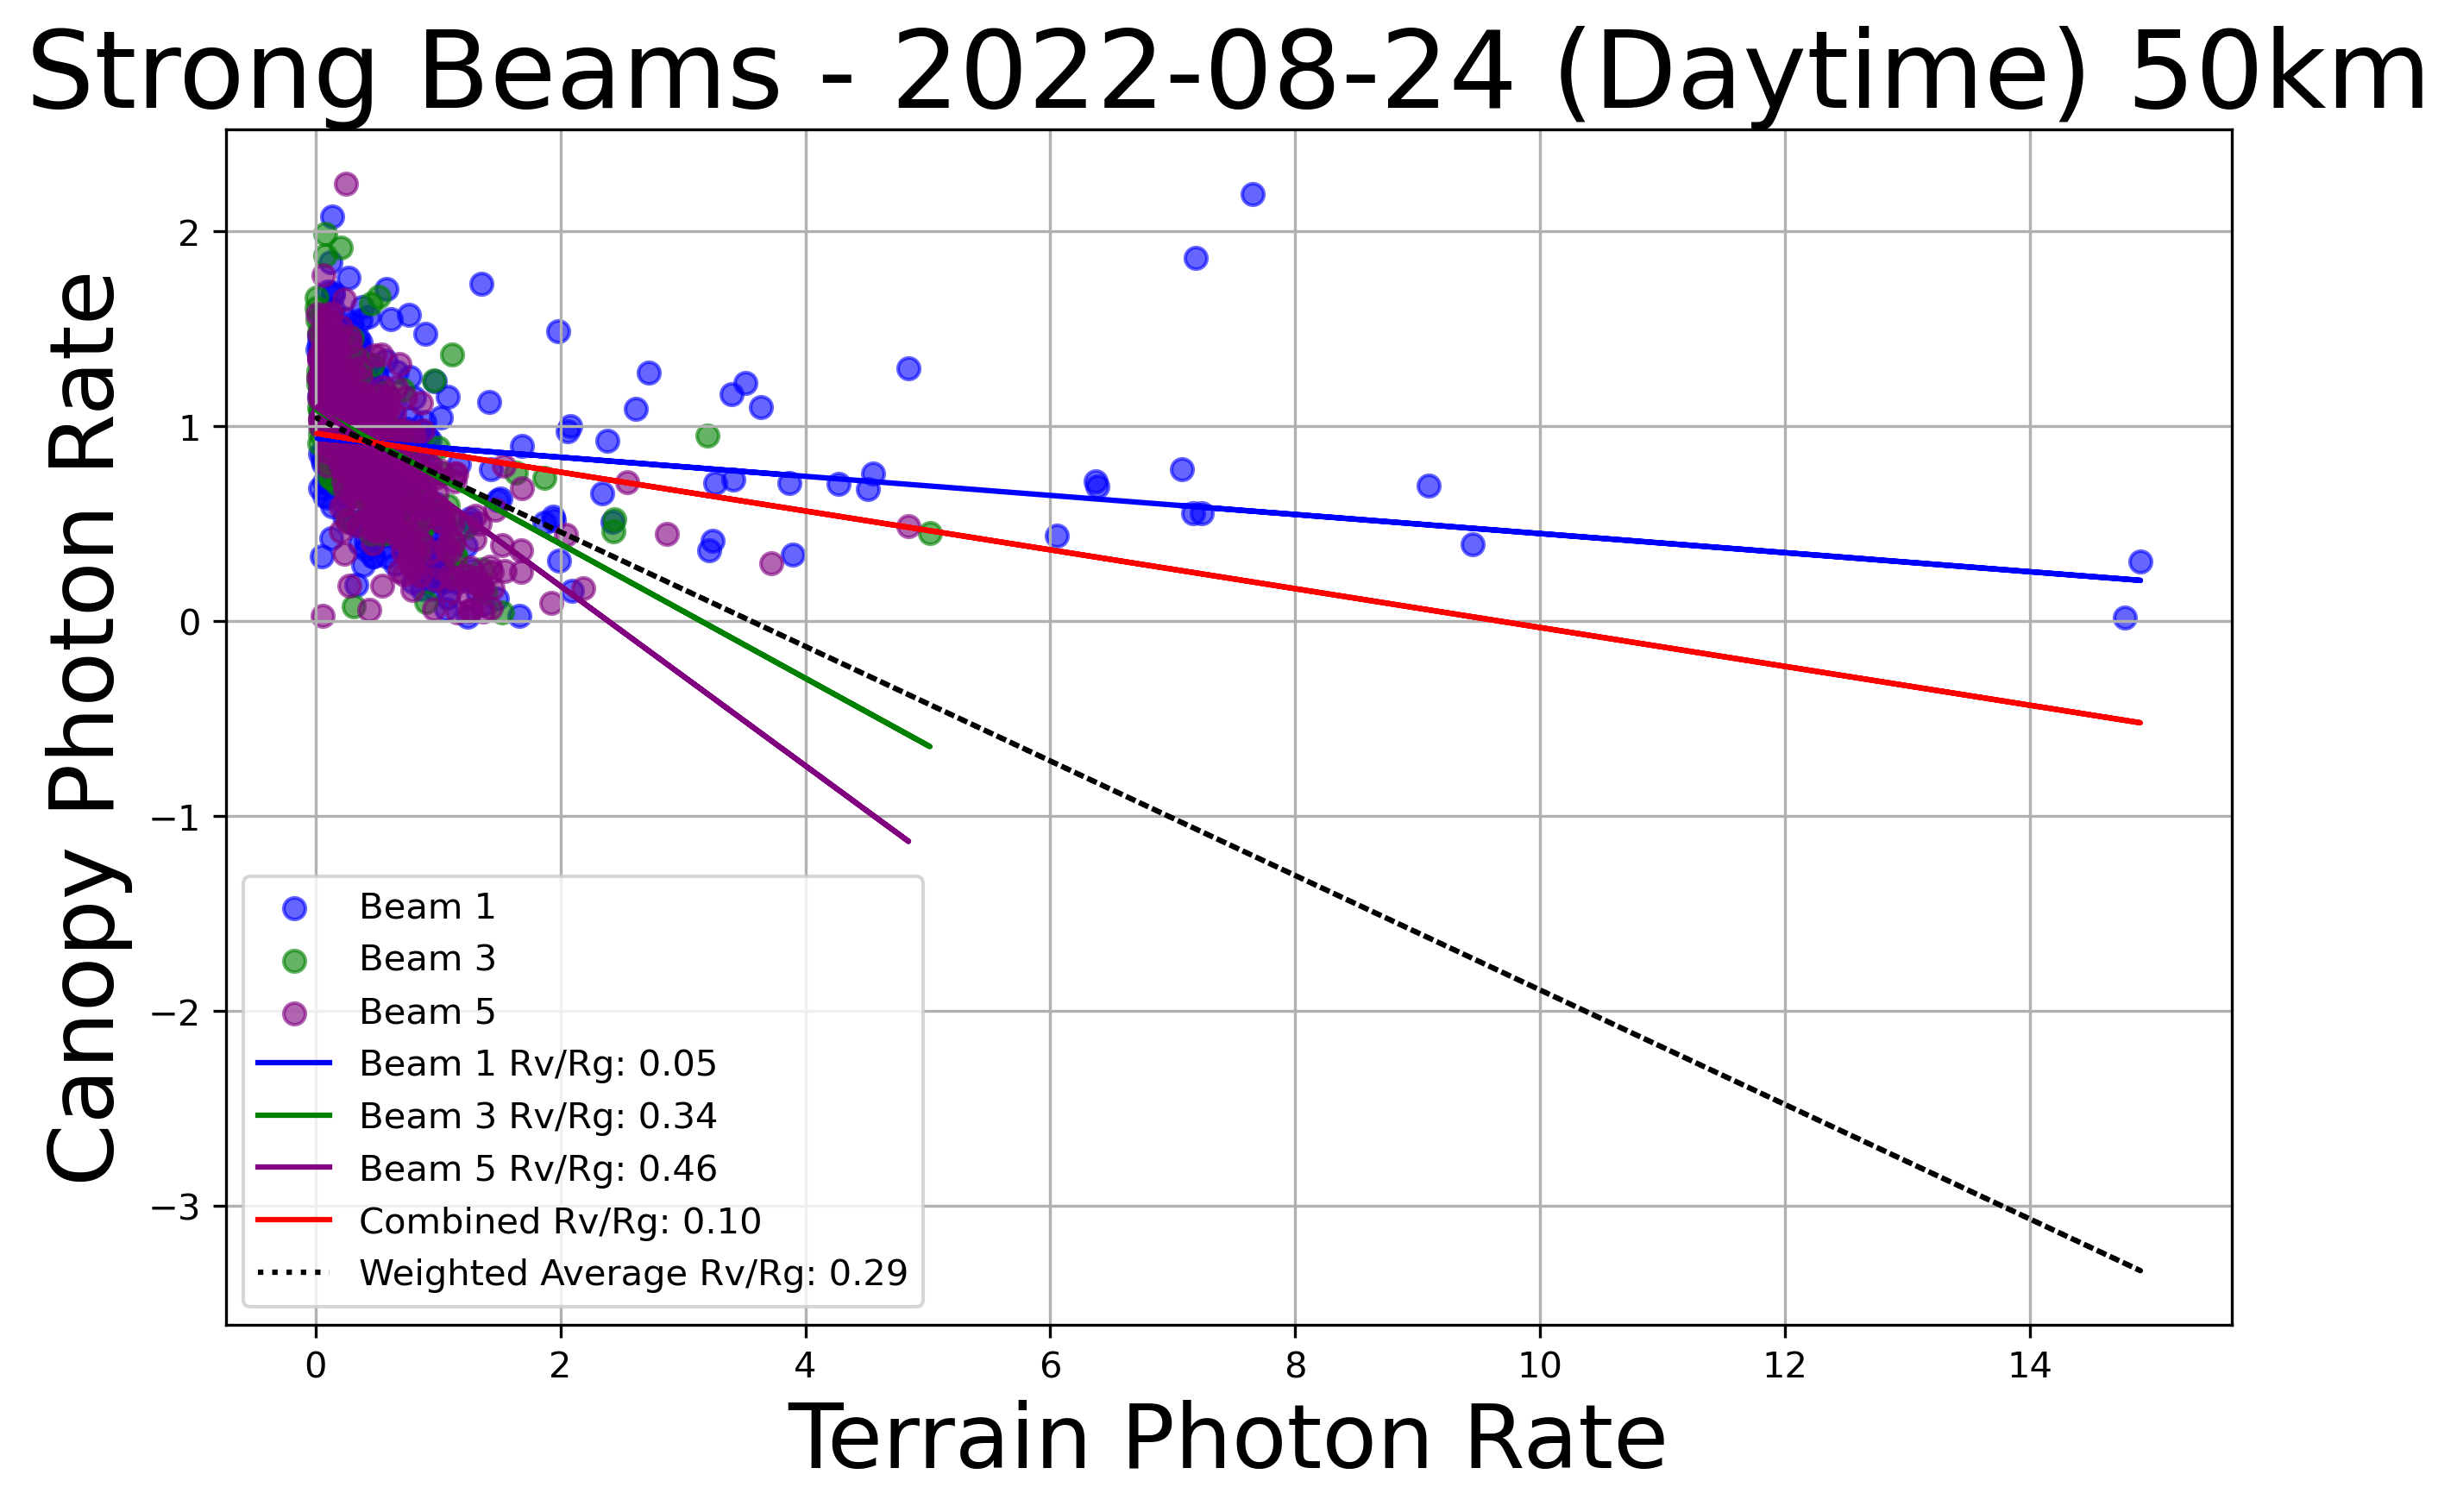 Strong Beams - 2022-08-24 (Daytime) 50km
Canopy Photon Rate
2
1
0
−1
−2
−3
Beam 1
Beam 3
Beam 5
Beam 1 Rv/Rg: 0.05
Beam 3 Rv/Rg: 0.34
Beam 5 Rv/Rg: 0.46
Combined Rv/Rg: 0.10
Weighted Average Rv/Rg: 0.29
0 2 4 6 8 10 12 14
Terrain Photon Rate